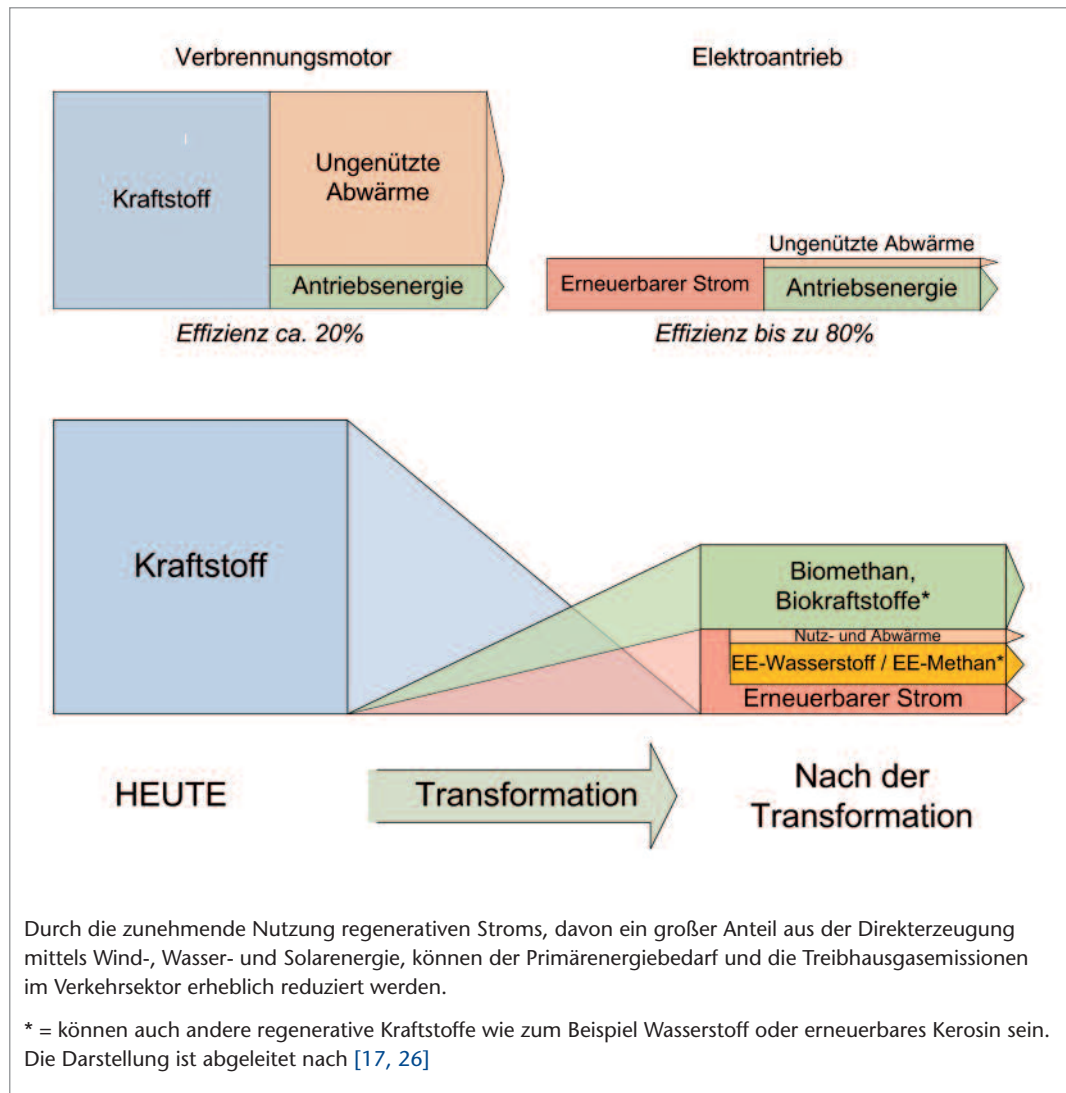 Verbrennungsmotor
Elektroantrieb
Kraftstoff
Ungenützte
Abwärme
Antriebsenergie
Effizienz ca. 20%
Ungenützte Abwärme
Erneuerbarer Strom
Antriebsenergie
Effizienz bis zu 80%
Kraftstoff
Biomethan,
Biokraftstoffe*
Nutz- und Abwärme
EE-Wasserstoff / EE-Methan*
Erneuerbarer Strom
HEUTE
Transformation
Nach der
Transformation
Durch die zunehmende Nutzung regenerativen Stroms, davon ein großer Anteil aus der Direkterzeugung
mittels Wind-, Wasser- und Solarenergie, können der Primärenergiebedarf und die Treibhausgasemissionen
im Verkehrsektor erheblich reduziert werden.
* = können auch andere regenerative Kraftstoffe wie zum Beispiel Wasserstoff oder erneuerbares Kerosin sein.
Die Darstellung ist abgeleitet nach [17, 26]